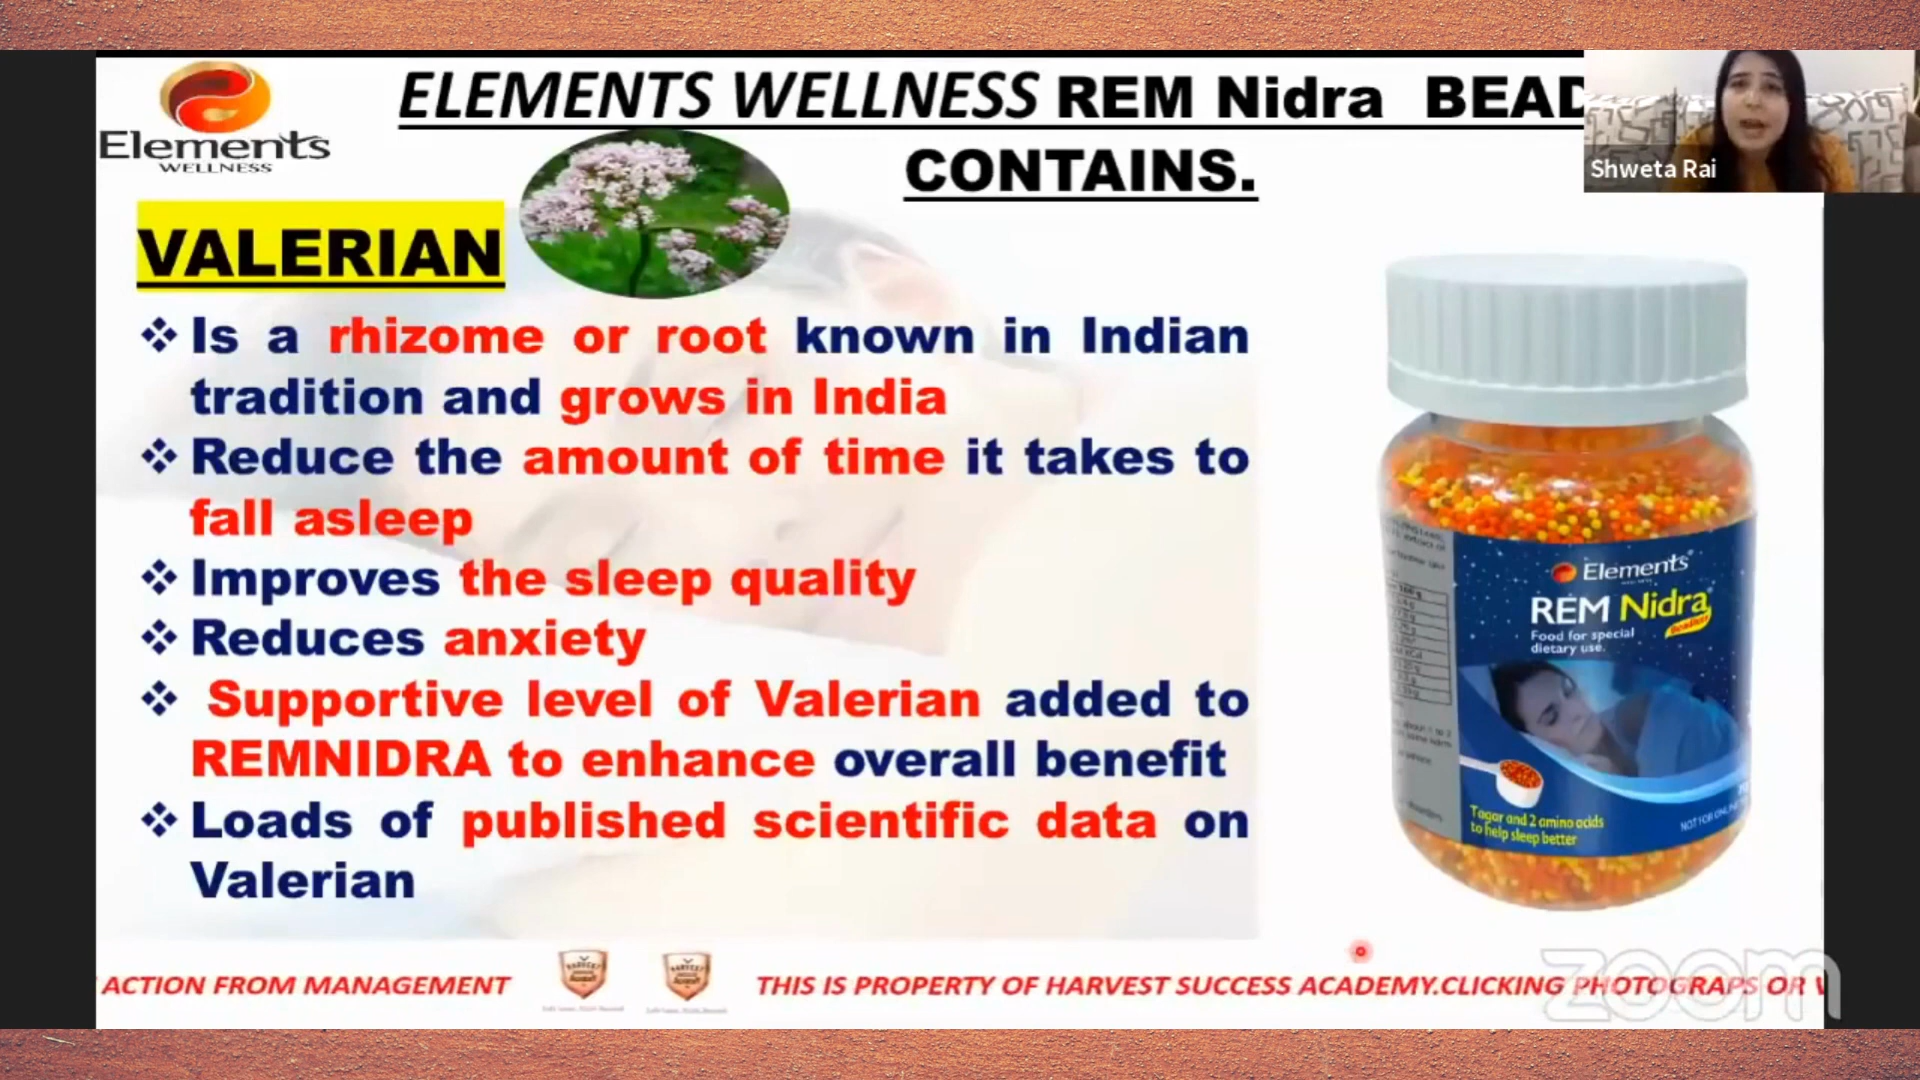 Elements
WELLNESS
ELEMENTS WELLNESS REM Nidra BEAD
CONTAINS.
Shweta Rai
VALERIAN
Is a rhizome or root known in Indian
tradition and grows in India
Reduce the amount of time it takes to
fall asleep
Improves the sleep quality
Reduces anxiety
Supportive level of Valerian added to
REMNIDRA to enhance overall benefit
Loads of published scientific data on
Valerian
Elements
REM Nidra
Food for special
dietary use.
Tagar and 2 amino acids
to help sleep better
ACTION FROM MANAGEMENT
THIS IS PROPERTY OF HARVEST SUCCESS ACADEMY.CLICKING PHOTOGRAPS OR
zoom